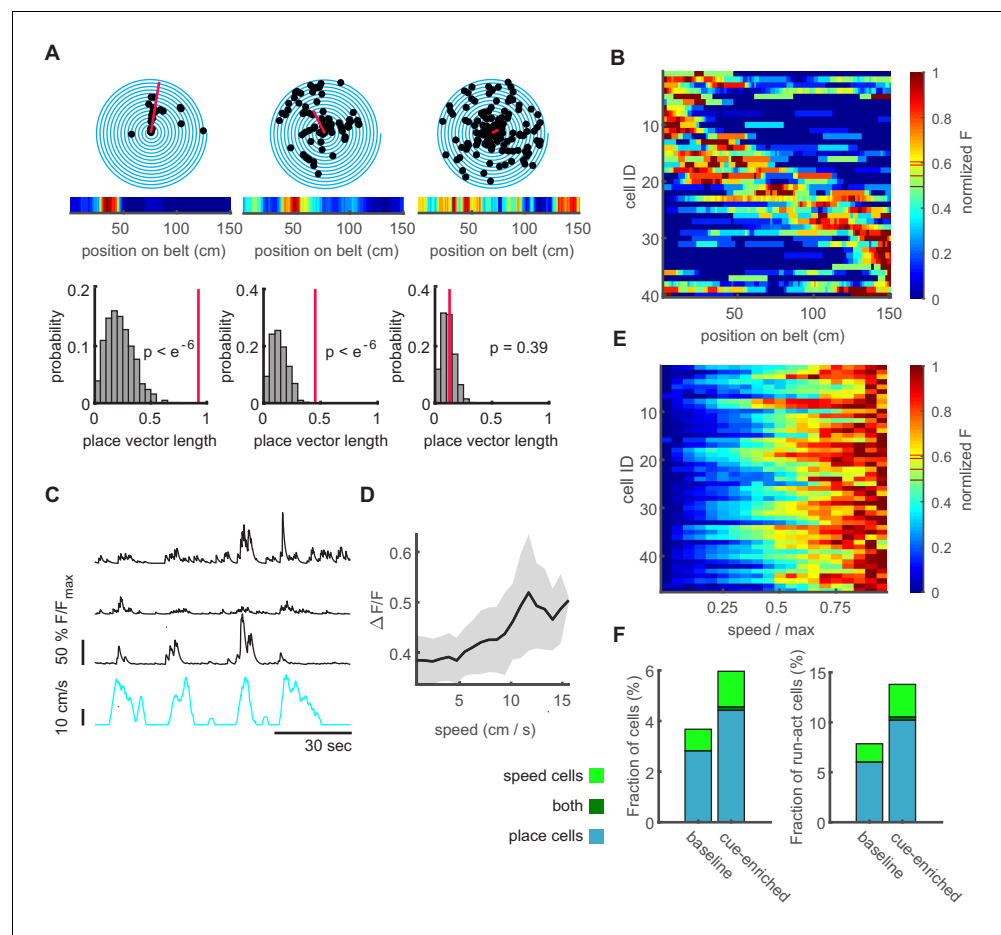 A
50 100 150
50 100 150
50 100 150
position on belt (cm)
position on belt (cm)
position on belt (cm)
probability
0.2
0.1
0
p < e-6
0 0.5 1
place vector length
probability
0.4
0.2
0
p < e-6
0 0.5 1
place vector length
probability
0.4
0.2
0
p = 0.39
0 0.5 1
place vector length
B
cell ID
10
20
30
40
50 100 150
position on belt (cm)
1
0.8
0.6
0.4
0.2
0
normlized F
C
50 % F/Fmax
10 cm/s
30 sec
D
Δ F/F
0.6
0.5
0.4
5 10 15
speed (cm / s)
E
cell ID
10
20
30
40
0.25 0.75
speed / max
1
0.8
0.6
0.4
0.2
0
normlized F
F
speed cells
both
place cells
Fraction of cells (%)
6
4
2
0
baseline
cue-enriched
Fraction of run-act cells (%)
15
10
5
0
baseline
cue-enriched